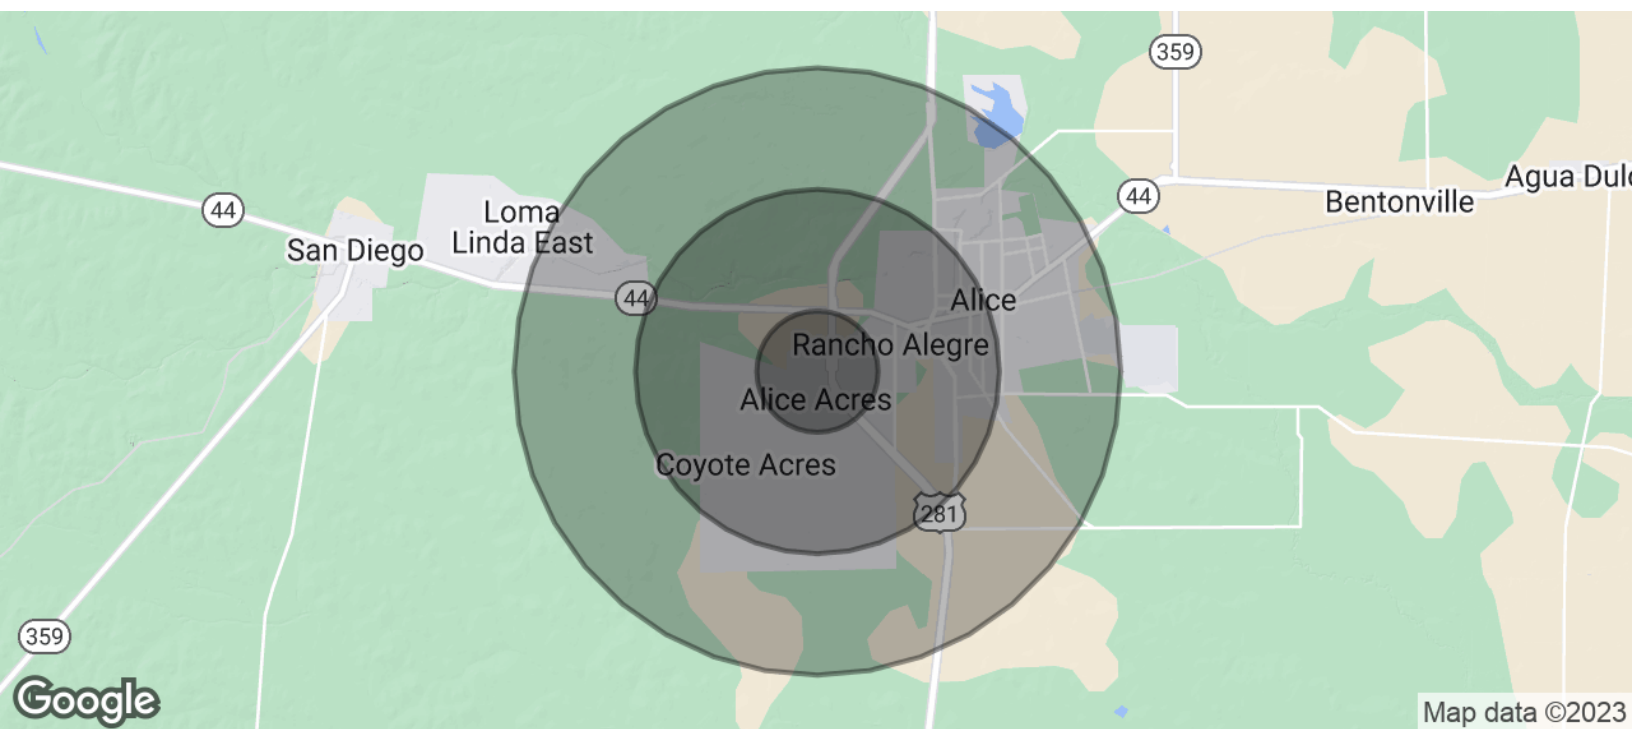 359
Agua Dulc
44
44
Bentonville
Loma
Linda East
San Diego
44
Alice
Rancho Alegre
Alice Acres
Coyote Acres
281
359
Google
Map data ©2023